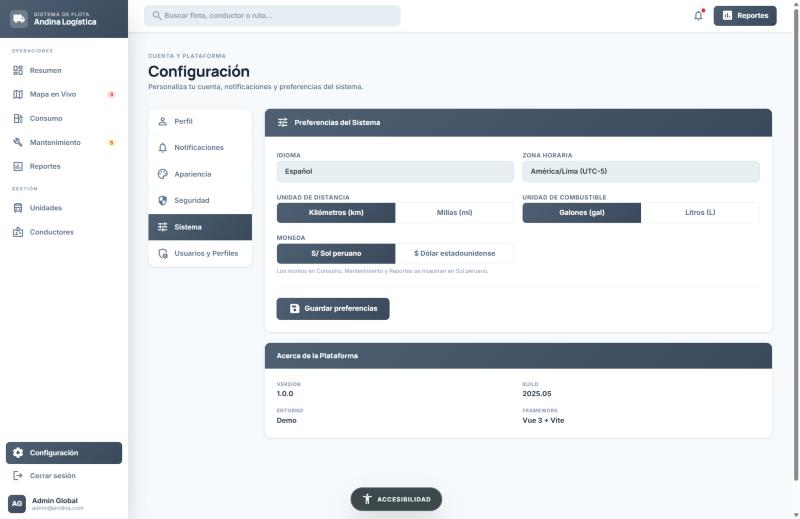 SISTEMA DE FLOTA
Andina Logística
Buscar flota, conductor o ruta...
Reportes
OPERACIONES
Resumen
Mapa en Vivo
3
Consumo
Mantenimiento
5
Reportes
GESTIÓN
Unidades
Conductores
CUENTA Y PLATAFORMA
Configuración
Personaliza tu cuenta, notificaciones y preferencias del sistema.
Perfil
Notificaciones
Apariencia
Seguridad
Sistema
Usuarios y Perfiles
Preferencias del Sistema
IDIOMA
ZONA HORARIA
Español
América/Lima (UTC-5)
UNIDAD DE DISTANCIA
UNIDAD DE COMBUSTIBLE
Kilómetros (km)
Millas (mi)
Galones (gal)
Litros (L)
MONEDA
S/ Sol peruano
$ Dólar estadounidense
Los montos en Consumo, Mantenimiento y Reportes se muestran en Sol peruano.
Guardar preferencias
Acerca de la Plataforma
VERSIÓN
BUILD
1.0.0
2025.05
ENTORNO
FRAMEWORK
Demo
Vue 3 + Vite
Configuración
Cerrar sesión
AG
Admin Global
admin@andina.com
ACCESIBILIDAD